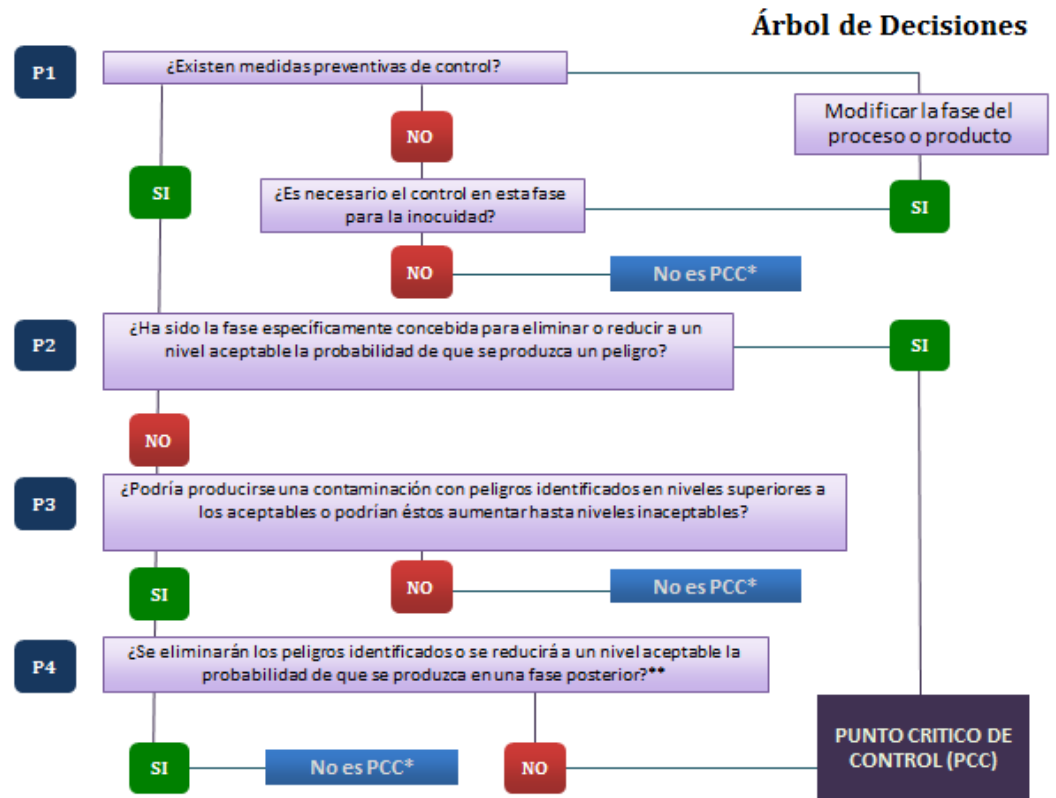 Árbol de Decisiones
P1
¿Existen medidas preventivas de control?
Modificar la fase del
proceso o producto
NO
SI
¿Es necesario el control en esta fase
para la inocuidad?
SI
NO
No es PCC*
P2
¿Ha sido la fase específicamente concebida para eliminar o reducir a un
nivel aceptable la probabilidad de que se produzca un peligro?
SI
NO
P3
¿Podría producirse una contaminación con peligros identificados en niveles superiores a
los aceptables o podrían éstos aumentar hasta niveles inaceptables?
SI
NO
No es PCC*
P4
¿Se eliminarán los peligros identificados o se reducirá a un nivel aceptable la
probabilidad de que se produzca en una fase posterior?**
SI
No es PCC*
NO
PUNTO CRITICO DE
CONTROL (PCC)